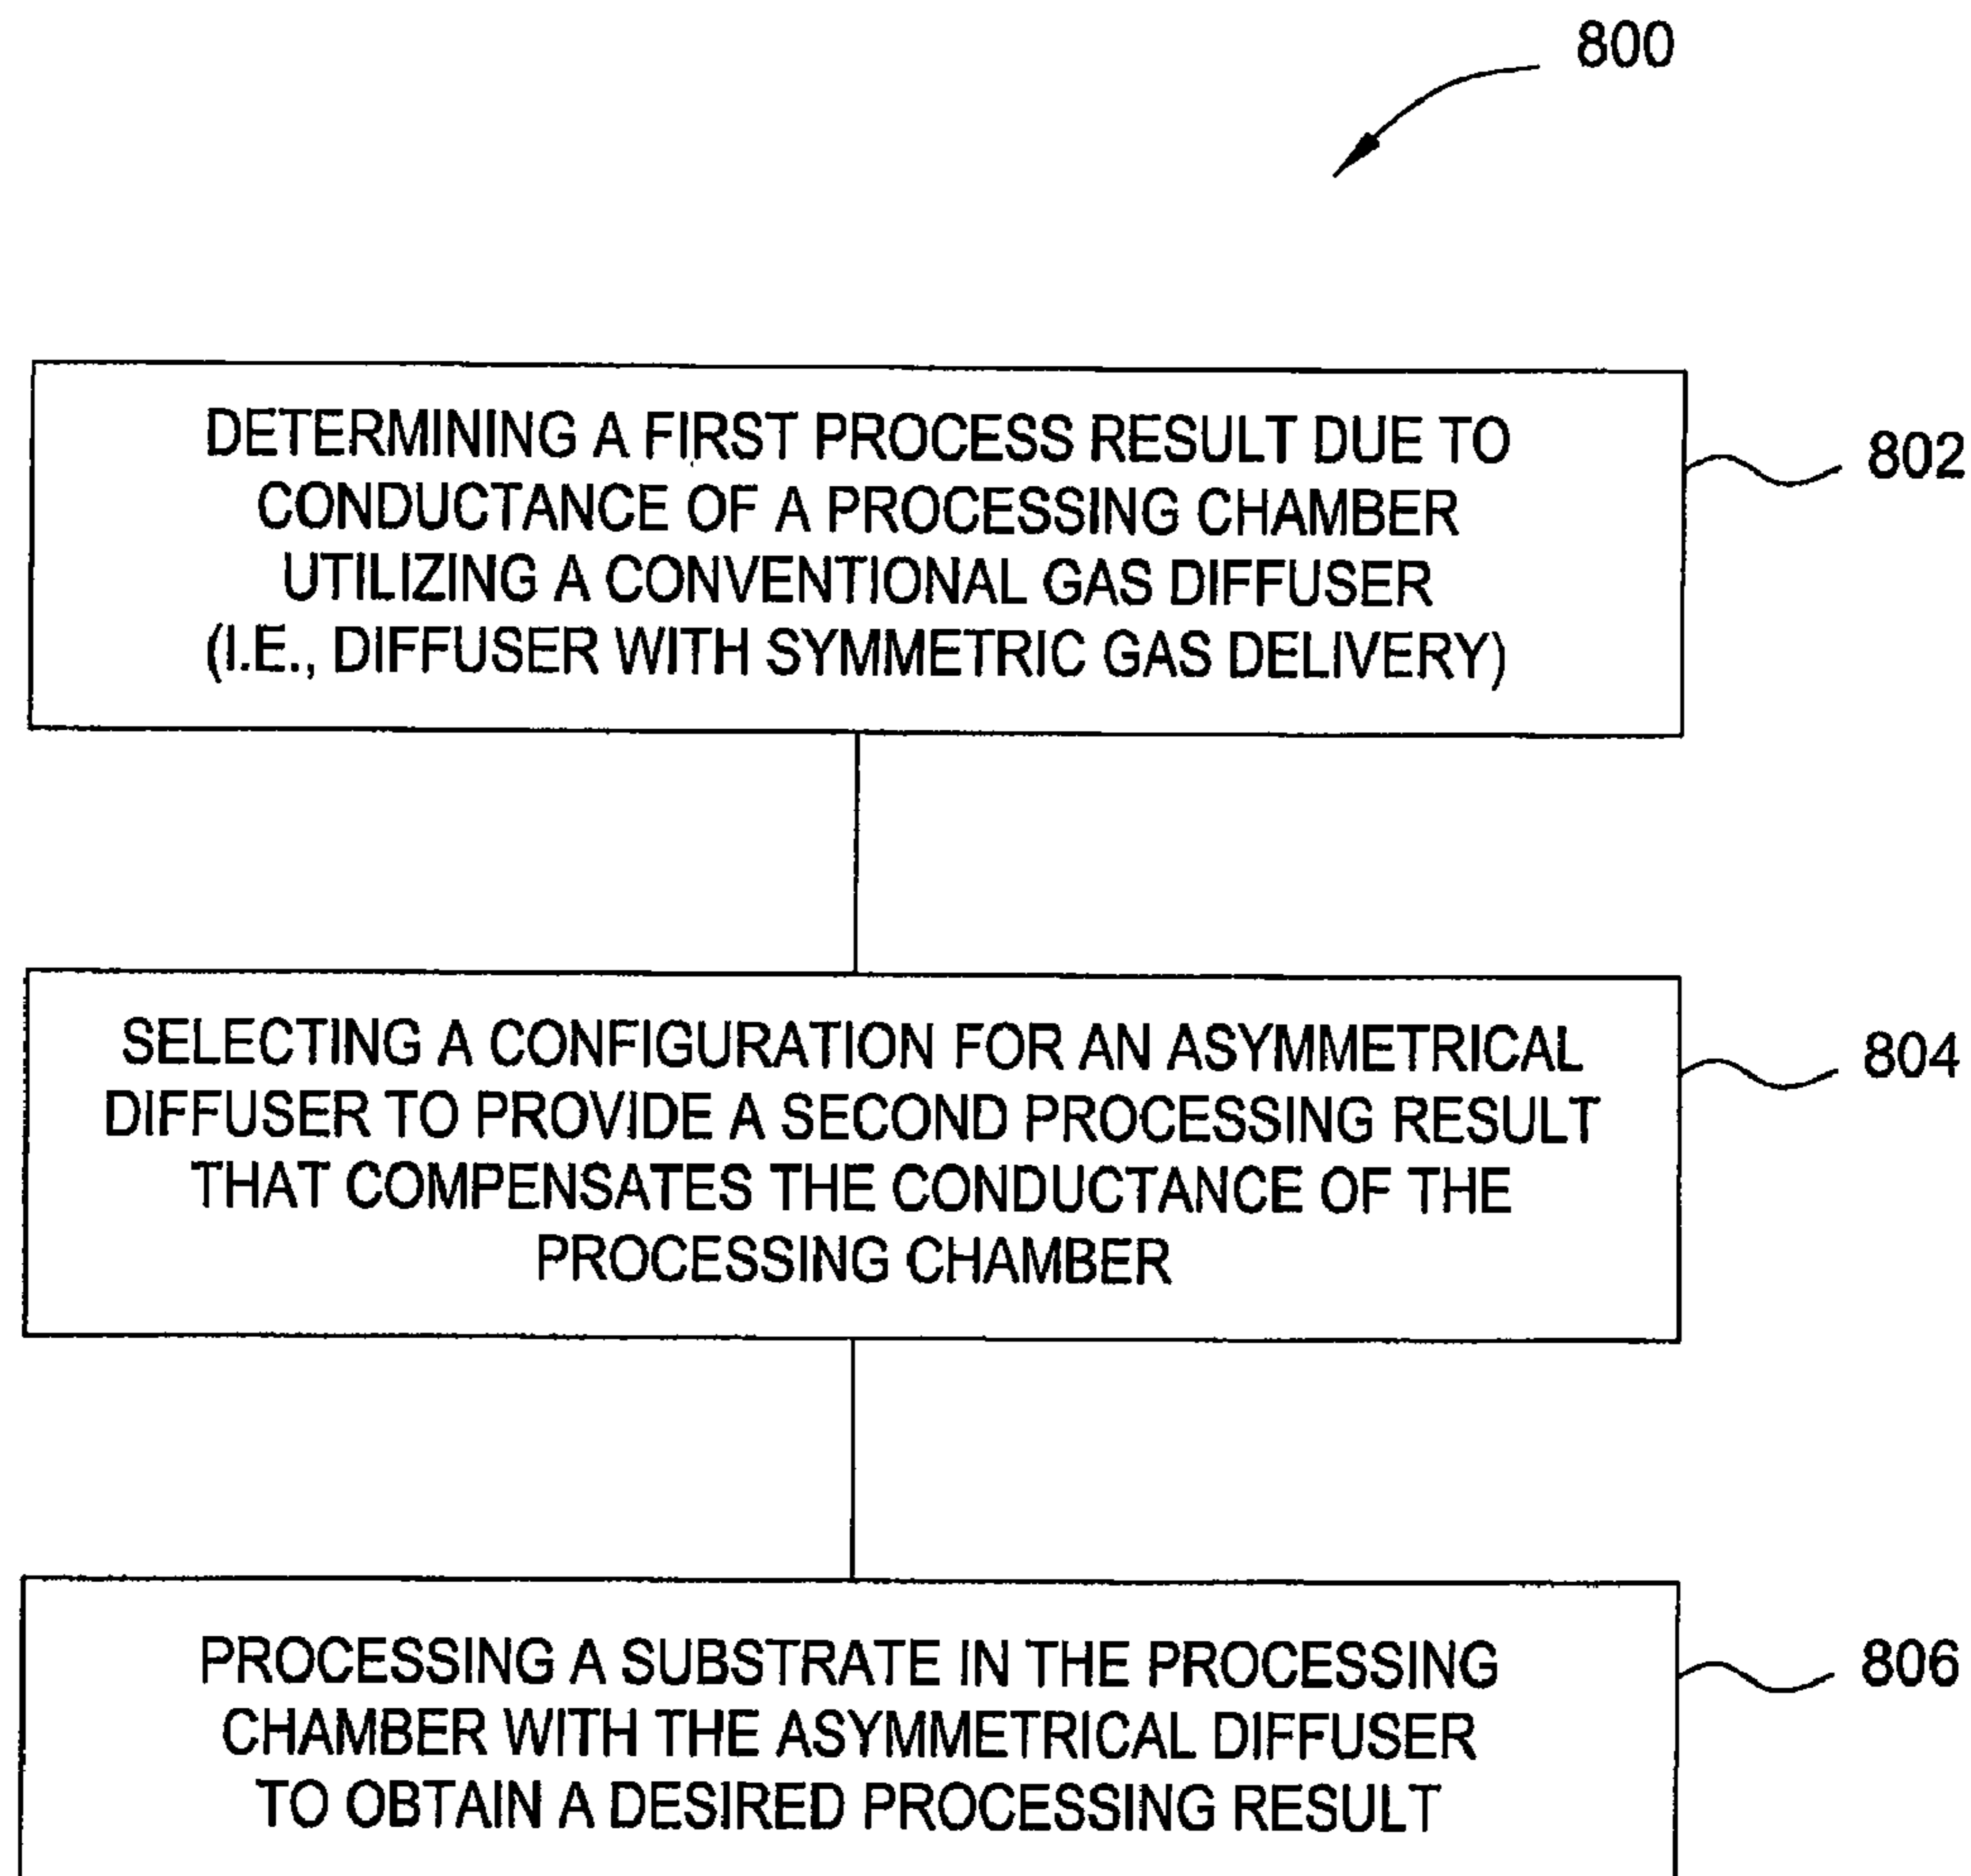 800
DETERMINING A FIRST PROCESS RESULT DUE TO
CONDUCTANCE OF A PROCESSING CHAMBER
UTILIZING A CONVENTIONAL GAS DIFFUSER
(I.E., DIFFUSER WITH SYMMETRIC GAS DELIVERY)
802
SELECTING A CONFIGURATION FOR AN ASYMMETRICAL
DIFFUSER TO PROVIDE A SECOND PROCESSING RESULT
THAT COMPENSATES THE CONDUCTANCE OF THE
PROCESSING CHAMBER
804
PROCESSING A SUBSTRATE IN THE PROCESSING
CHAMBER WITH THE ASYMMETRICAL DIFFUSER
TO OBTAIN A DESIRED PROCESSING RESULT
806